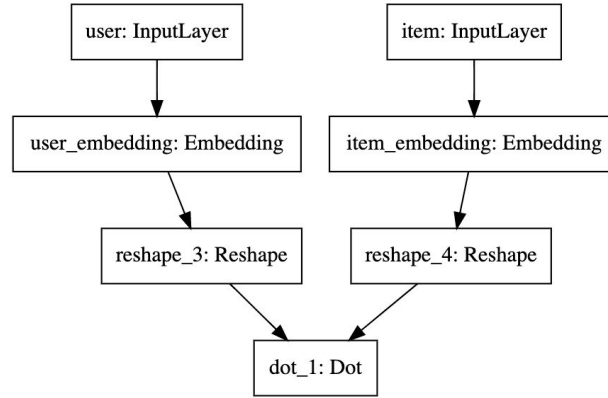 user: InputLayer
item: InputLayer
user_embedding: Embedding
item_embedding: Embedding
reshape_3: Reshape
reshape_4: Reshape
dot_1: Dot